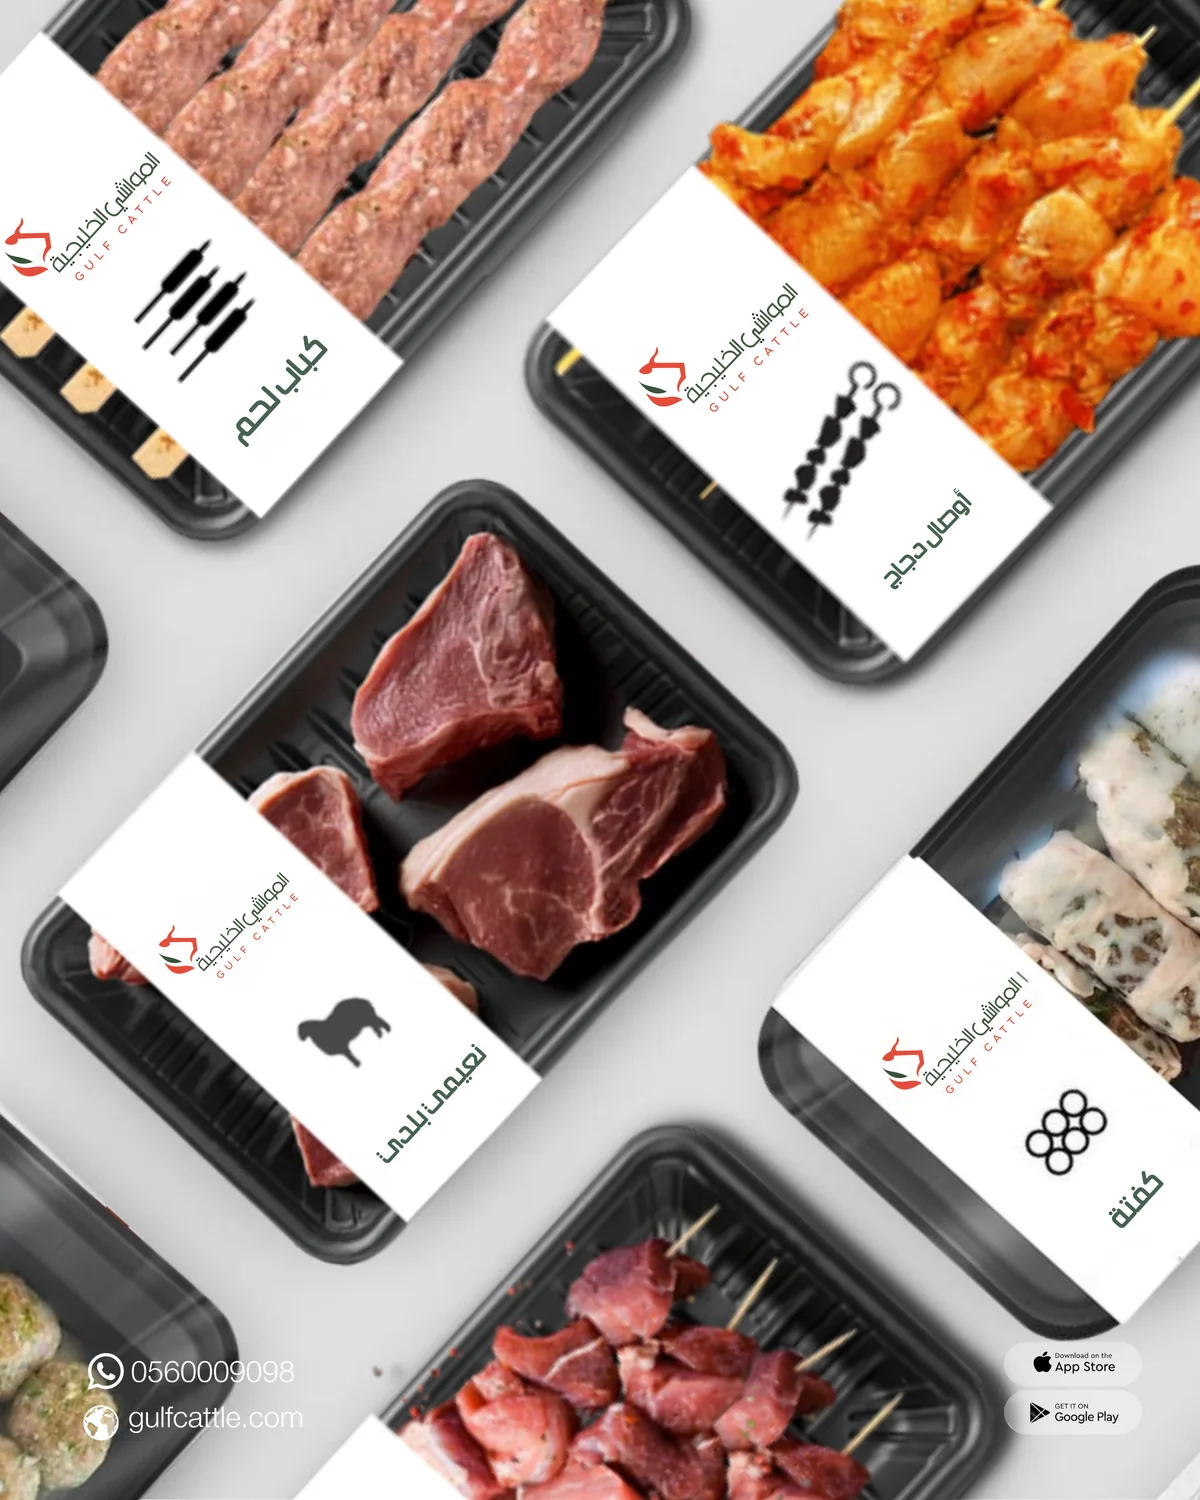 المواشي الخليجية
GULF CATTLE
كباب لحم
المواشي الخليجية
GULF CATTLE
أوصال دجاج
المواشي الخليجية
GULF CATTLE
نعيمي بلدي
المواشي الخليجية
GULF CATTLE
كفتة
0560009098
gulfcattle.com
Download on the
App Store
GET IT ON
Google Play